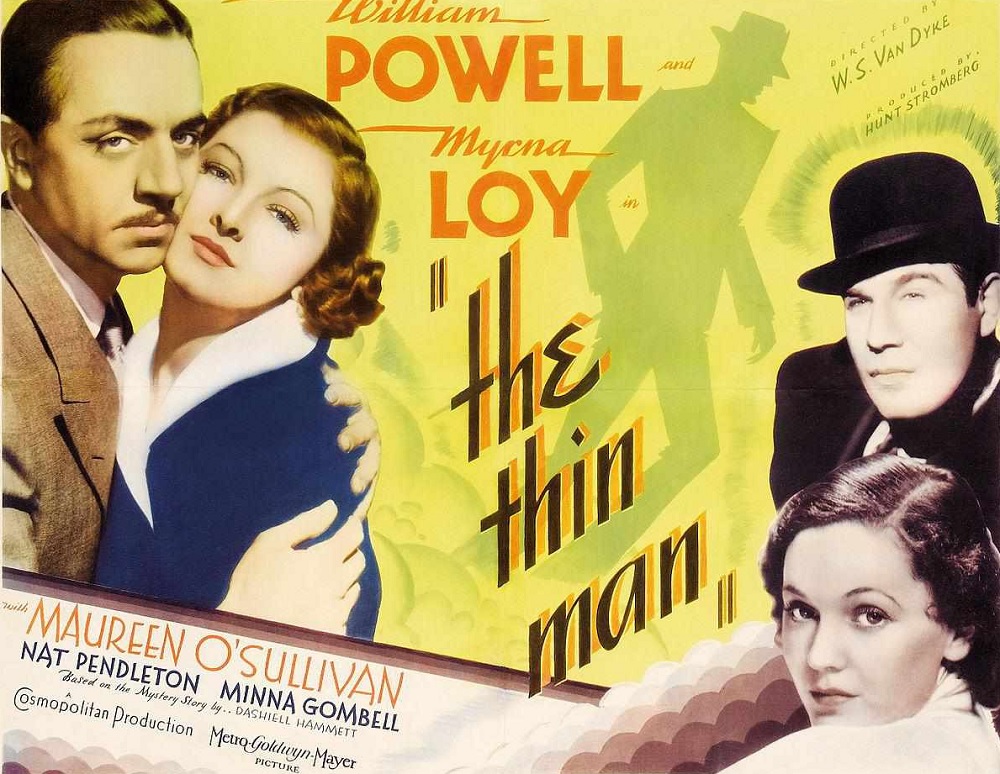 William
POWELL and
Myrna
LOY in
"the
thin
man"
DIRECTED BY
W.S. VAN DYKE
PRODUCED BY.
HUNT STROMBERG
with
MAUREEN O'SULLIVAN
NAT PENDLETON MINNA GOMBELL
Based on the Mystery Story by.. DASHIELL HAMMETT
A
Cosmopolitan Production
Metro-Goldwyn-Mayer
PICTURE